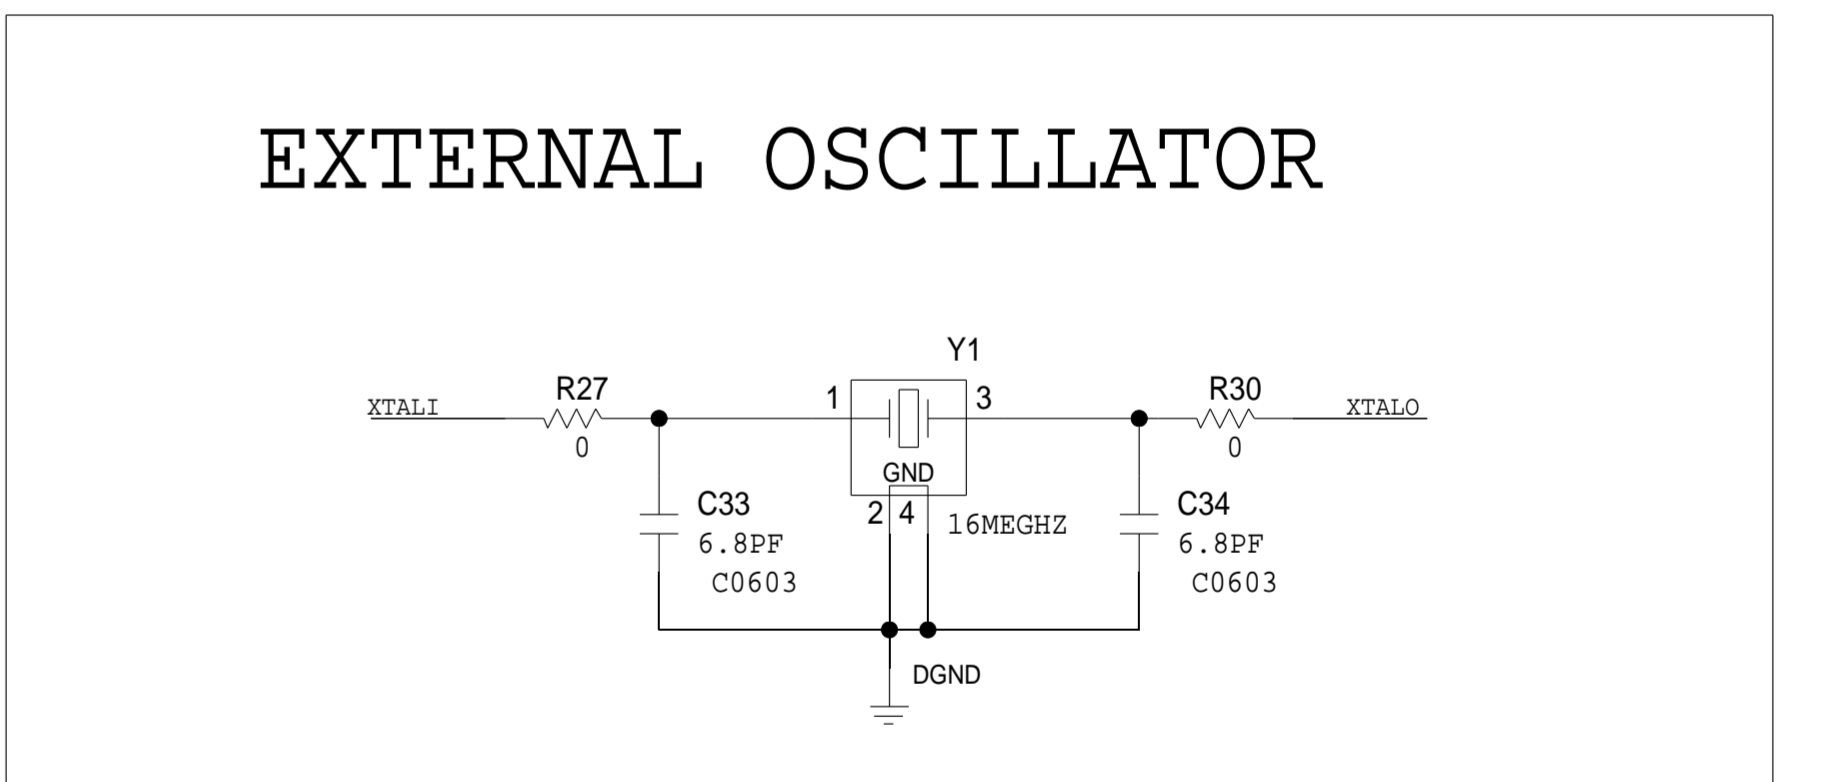 EXTERNAL OSCILLATOR
Y1
XTALI
R27
0
1
3
R30
0
XTALO
GND
2 4
16MEGHZ
C33
6.8PF
C0603
C34
6.8PF
C0603
DGND